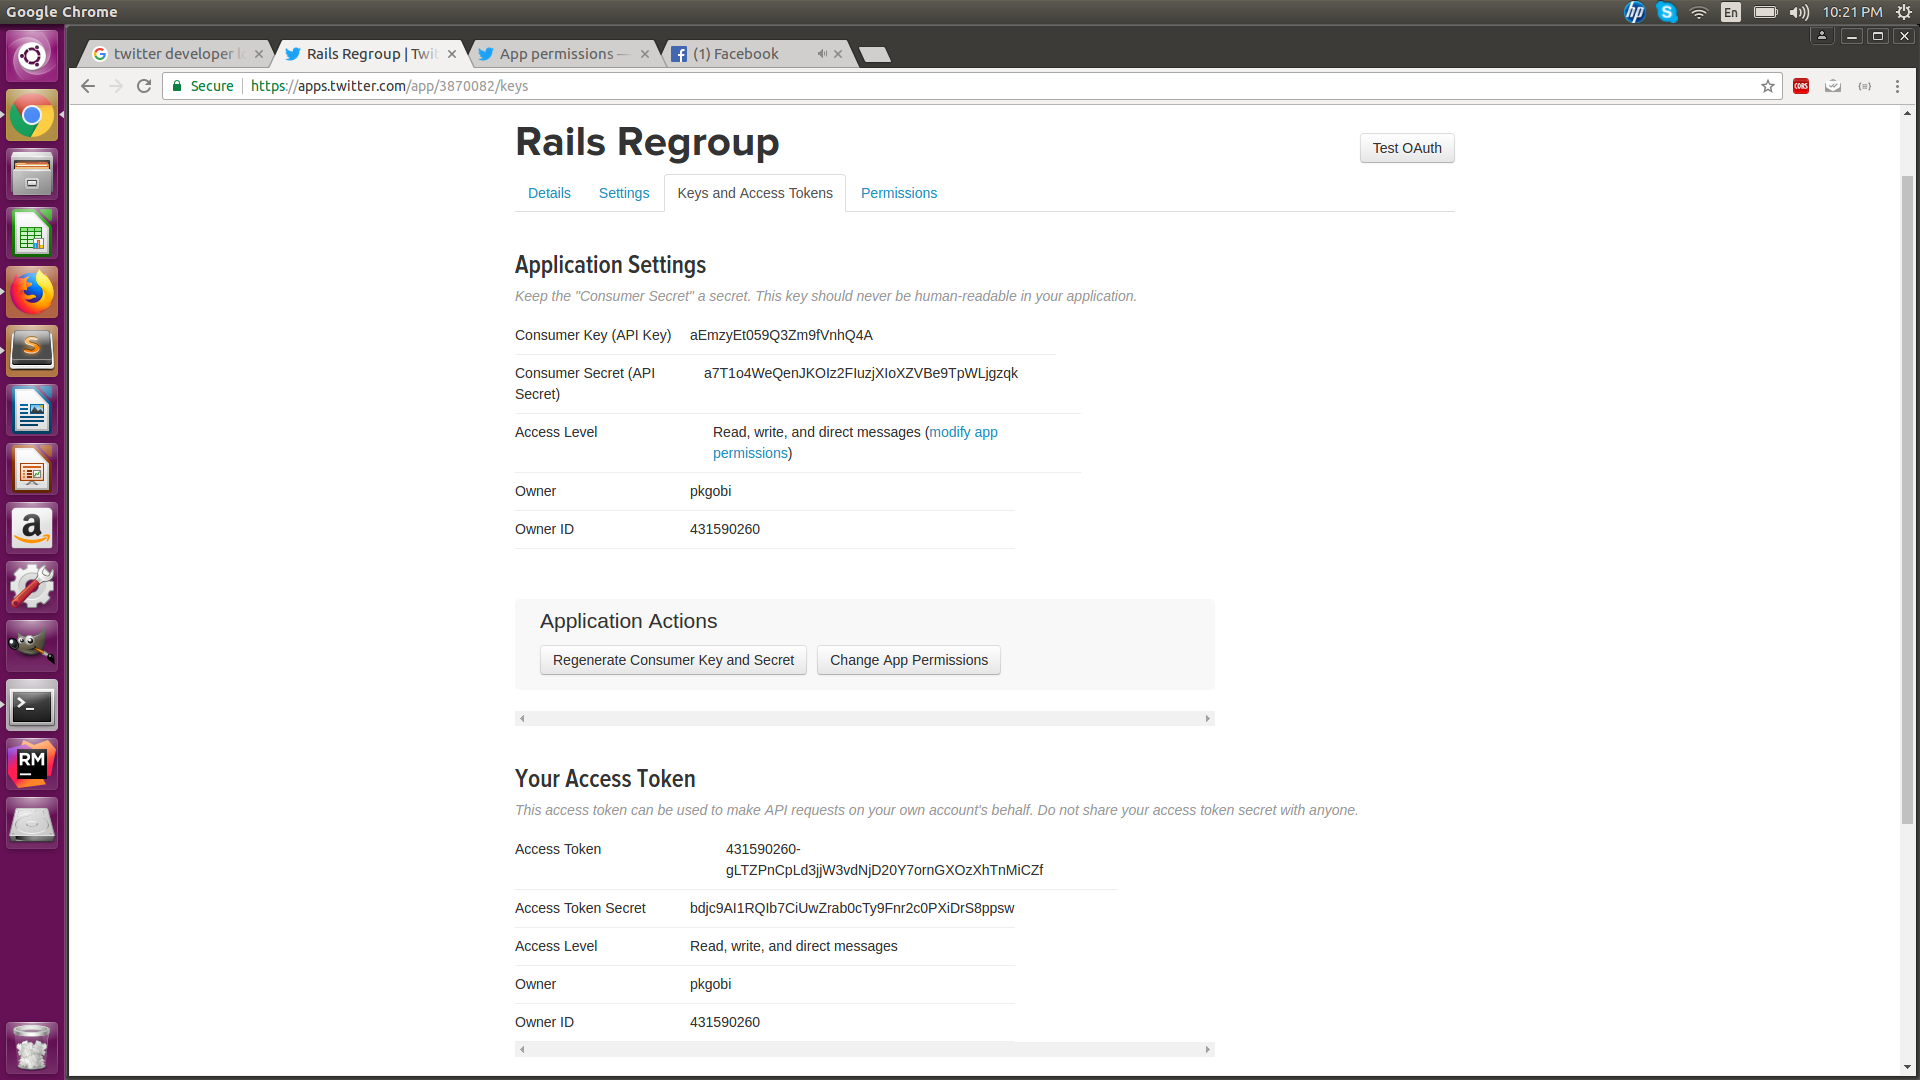 Google Chrome
En
10:21 PM
twitter developer lo
Rails Regroup | Twit
App permissions —
(1) Facebook
Secure
https://apps.twitter.com/app/3870082/keys
CORS
Rails Regroup
Test OAuth
Details
Settings
Keys and Access Tokens
Permissions
Application Settings
Keep the "Consumer Secret" a secret. This key should never be human-readable in your application.
Consumer Key (API Key) aEmzyEt059Q3Zm9fVnhQ4A
Consumer Secret (API a7T1o4WeQenJKOIz2FIuzjXIoXZVBe9TpWLjgzqk
Secret)
Access Level Read, write, and direct messages (modify app
permissions)
Owner pkgobi
Owner ID 431590260
Application Actions
Regenerate Consumer Key and Secret
Change App Permissions
Your Access Token
This access token can be used to make API requests on your own account's behalf. Do not share your access token secret with anyone.
Access Token 431590260-
gLTZPnCpLd3jjW3vdNjD20Y7ornGXOzXhTnMiCZf
Access Token Secret bdjc9AI1RQIb7CiUwZrab0cTy9Fnr2c0PXiDrS8ppsw
Access Level Read, write, and direct messages
Owner pkgobi
Owner ID 431590260